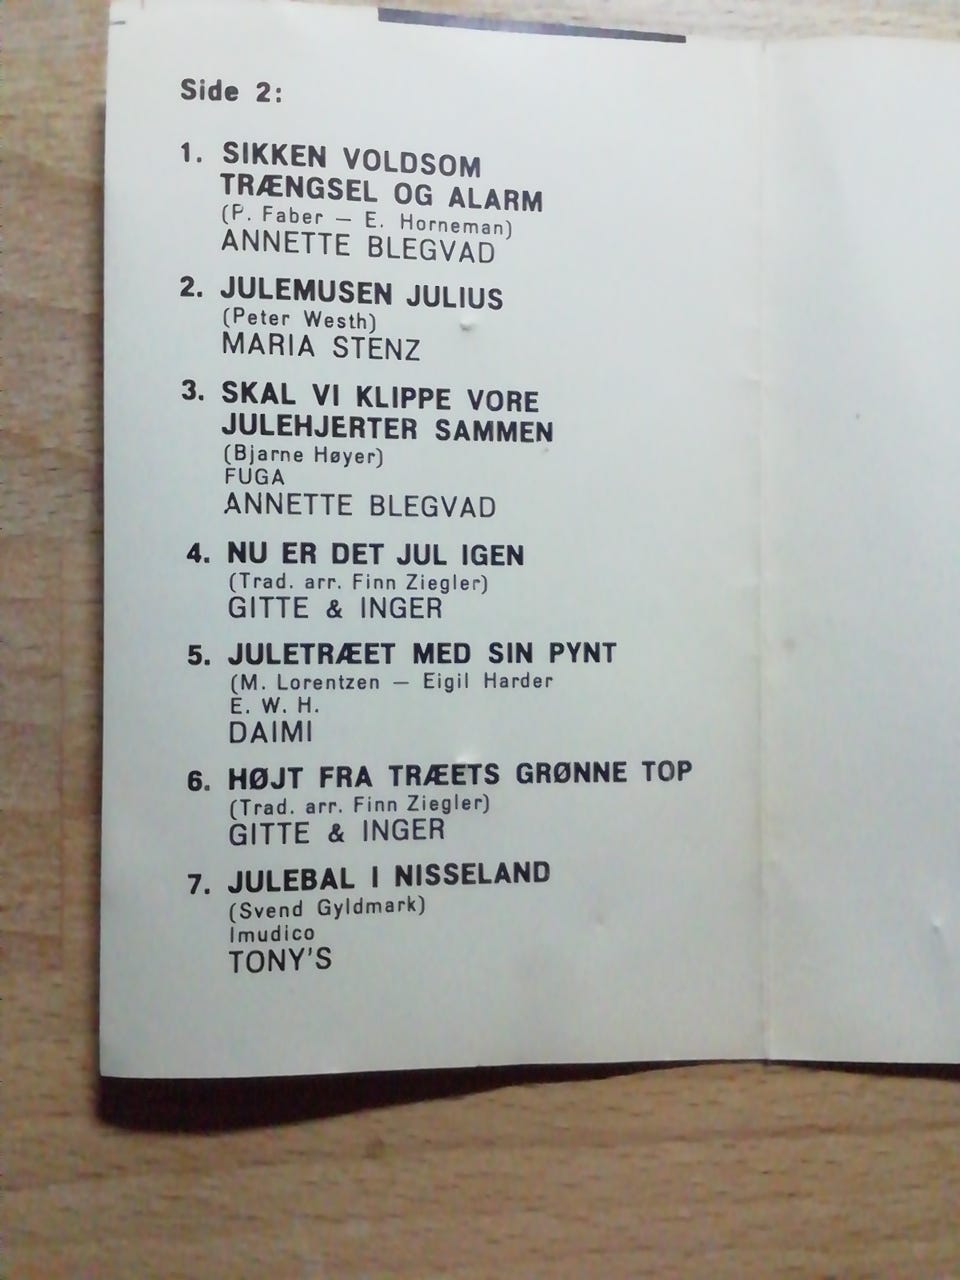 Side 2:
1. SIKKEN VOLDSOM
TRÆNGSEL OG ALARM
(P. Faber — E. Horneman)
ANNETTE BLEGVAD
2. JULEMUSEN JULIUS
(Peter Westh)
MARIA STENZ
3. SKAL VI KLIPPE VORE
JULEHJERTER SAMMEN
(Bjarne Høyer)
FUGA
ANNETTE BLEGVAD
4. NU ER DET JUL IGEN
(Trad. arr. Finn Ziegler)
GITTE & INGER
5. JULETRÆET MED SIN PYNT
(M. Lorentzen — Eigil Harder
E. W. H.
DAIMI
6. HØJT FRA TRÆETS GRØNNE TOP
(Trad. arr. Finn Ziegler)
GITTE & INGER
7. JULEBAL I NISSELAND
(Svend Gyldmark)
Imudico
TONY'S